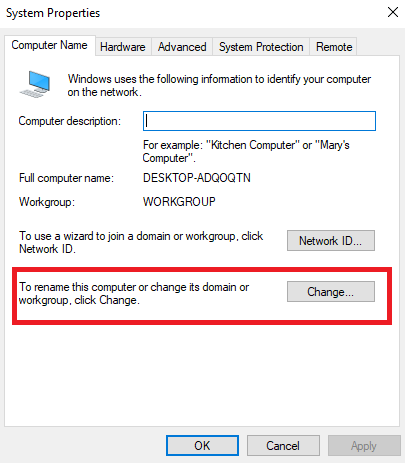 System Properties
Computer Name
Hardware
Advanced
System Protection
Remote
Windows uses the following information to identify your computer
on the network.
Computer description:
For example: "Kitchen Computer" or "Mary's
Computer".
Full computer name:
DESKTOP-ADQOQTN
Workgroup:
WORKGROUP
To use a wizard to join a domain or workgroup, click
Network ID.
Network ID...
To rename this computer or change its domain or
workgroup, click Change.
Change...
OK
Cancel
Apply